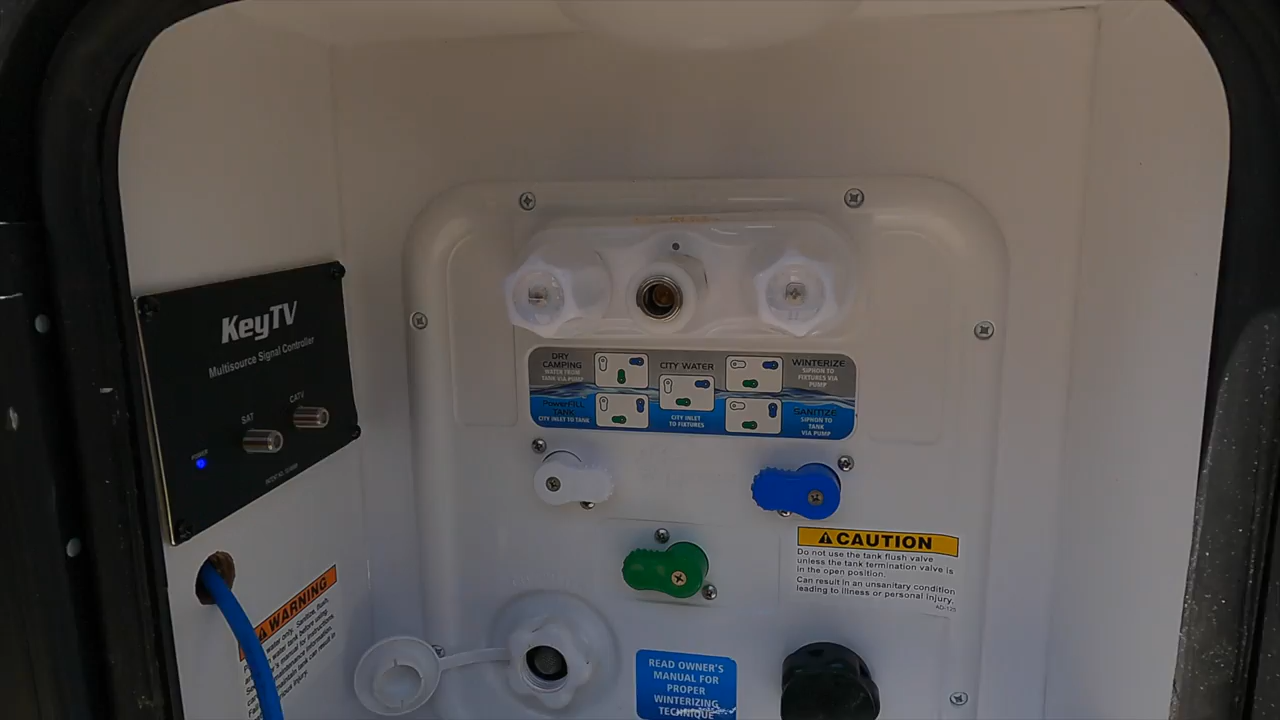 KeyTV
Multisource Signal Controller
SAT
CATV
POWER
WARNING
DRY
CAMPING
WATER FROM
TANK VIA PUMP
CITY WATER
WINTERIZE
SIPHON TO
FIXTURES VIA
PUMP
PowerFILL
TANK
CITY INLET TO TANK
CITY INLET
TO FIXTURES
SANITIZE
SIPHON TO
TANK
VIA PUMP
CAUTION
Do not use the tank flush valve
unless the tank termination valve is
in the open position.
Can result in an unsanitary condition
leading to illness or personal injury.
AD-125
READ OWNER'S
MANUAL FOR
PROPER
WINTERIZING
TECHNIQUE